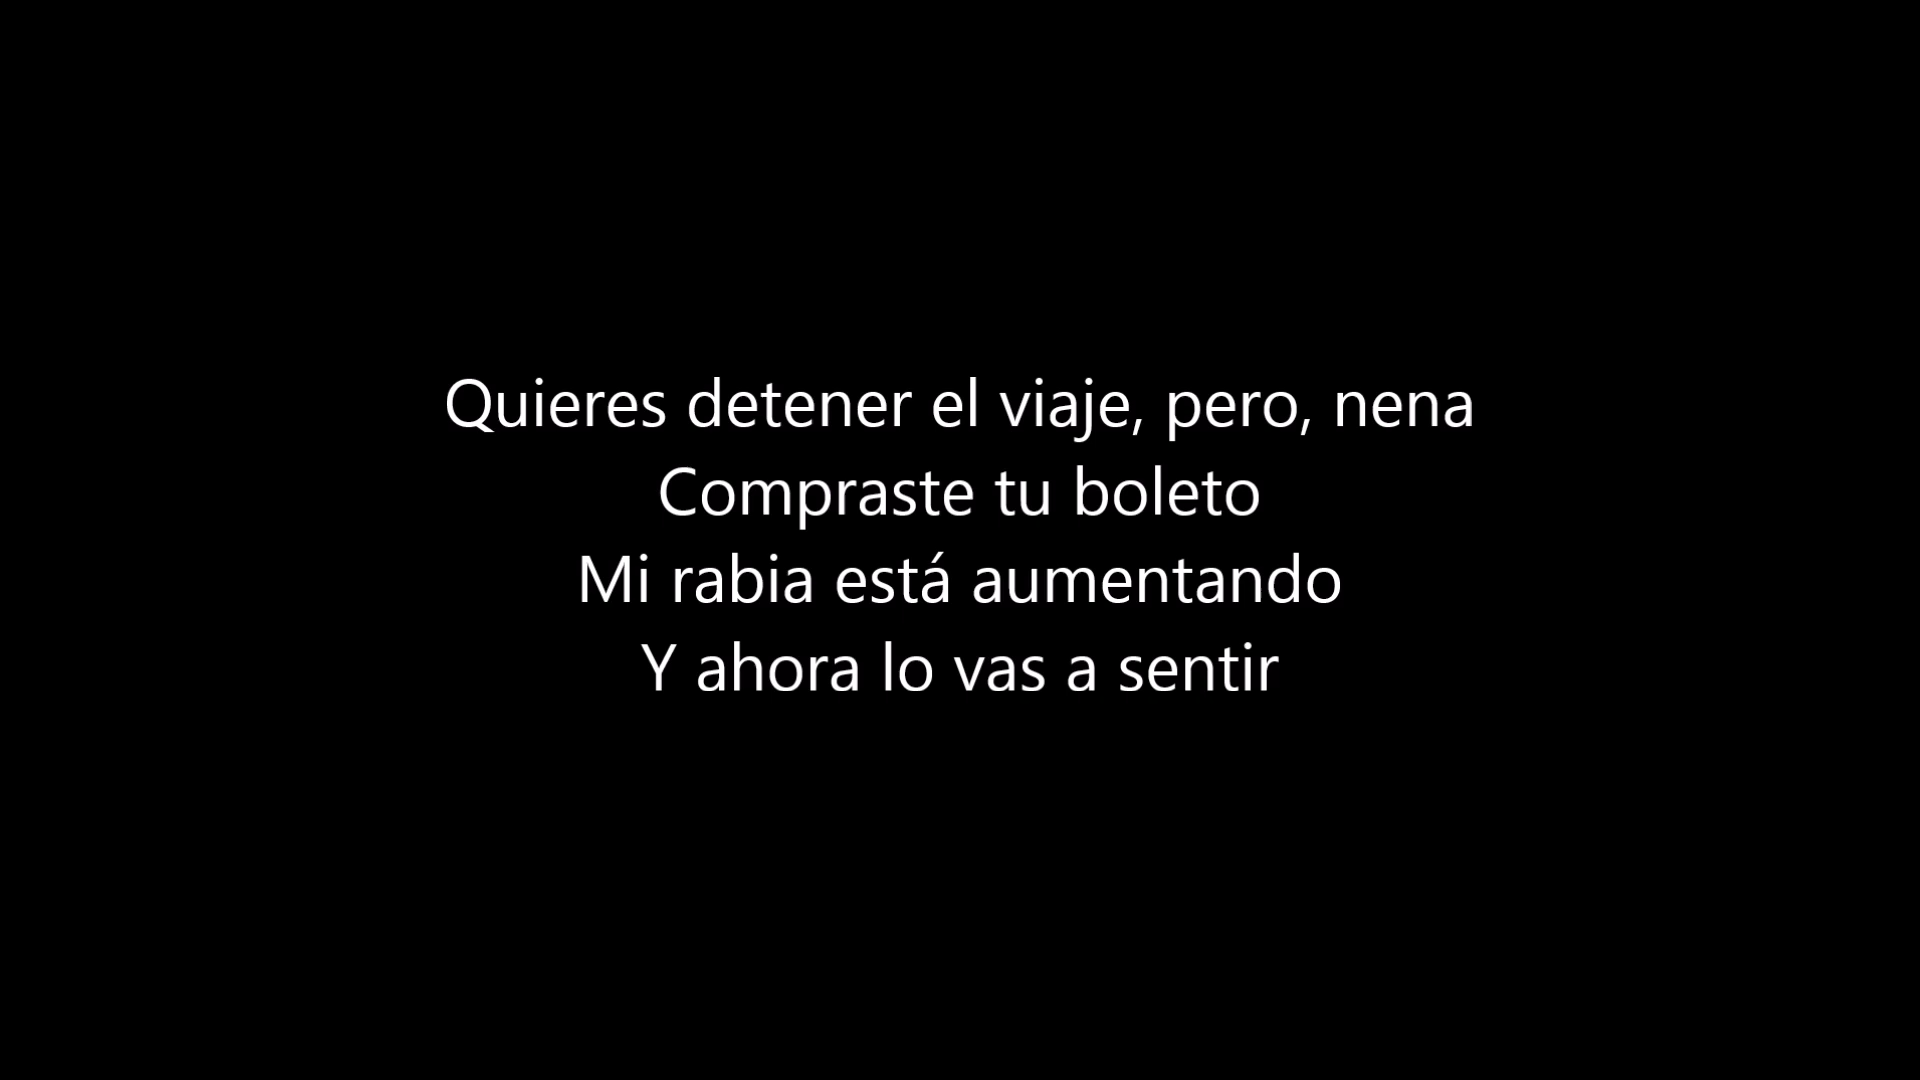 Quieres detener el viaje, pero, nena
Compraste tu boleto
Mi rabia está aumentando
Y ahora lo vas a sentir